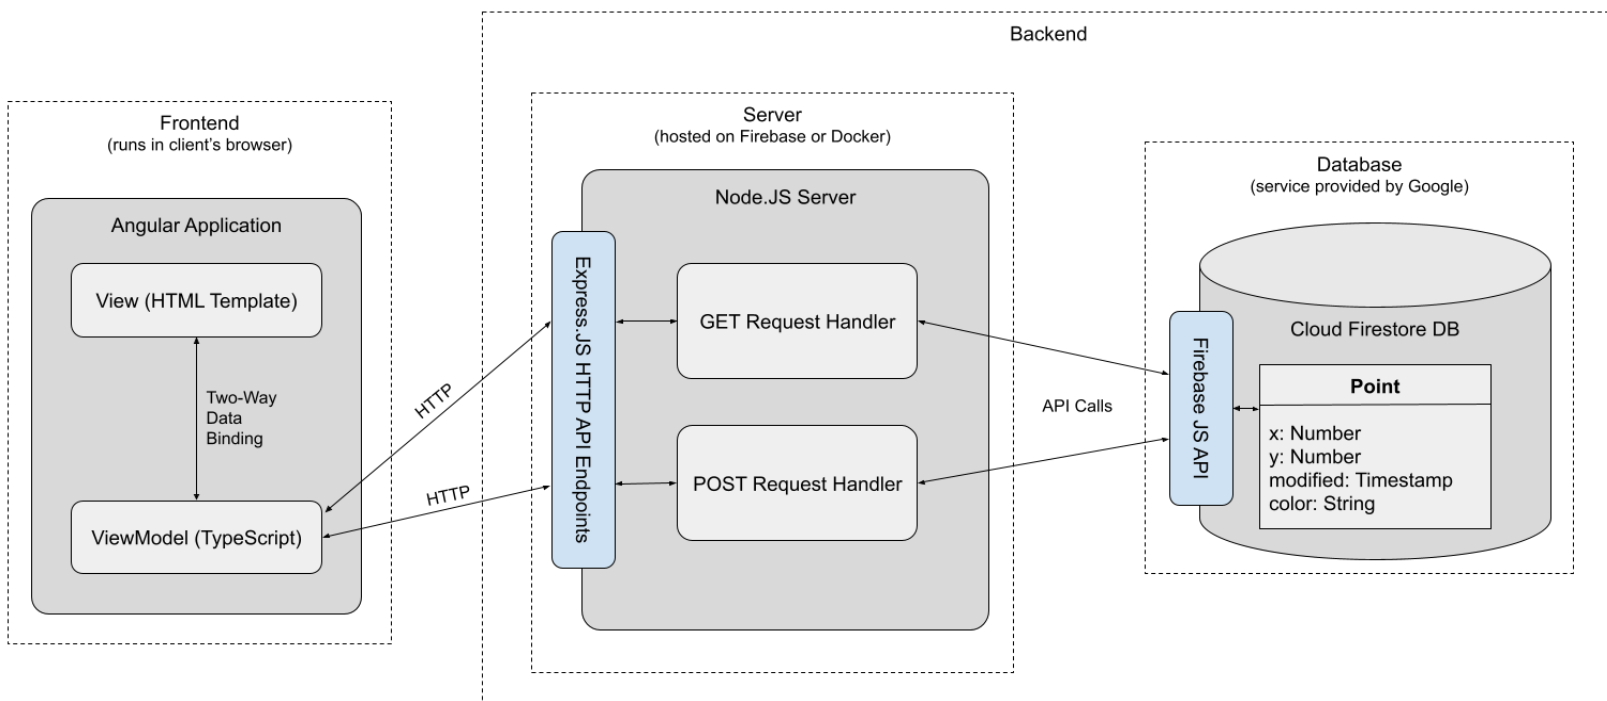 Backend
Frontend
(runs in client's browser)
Angular Application
View (HTML Template)
Two-Way
Data
Binding
ViewModel (TypeScript)
HTTP
HTTP
Server
(hosted on Firebase or Docker)
Node.JS Server
Express.JS HTTP API Endpoints
GET Request Handler
POST Request Handler
API Calls
Database
(service provided by Google)
Cloud Firestore DB
Firebase JS API
Point
x: Number
y: Number
modified: Timestamp
color: String